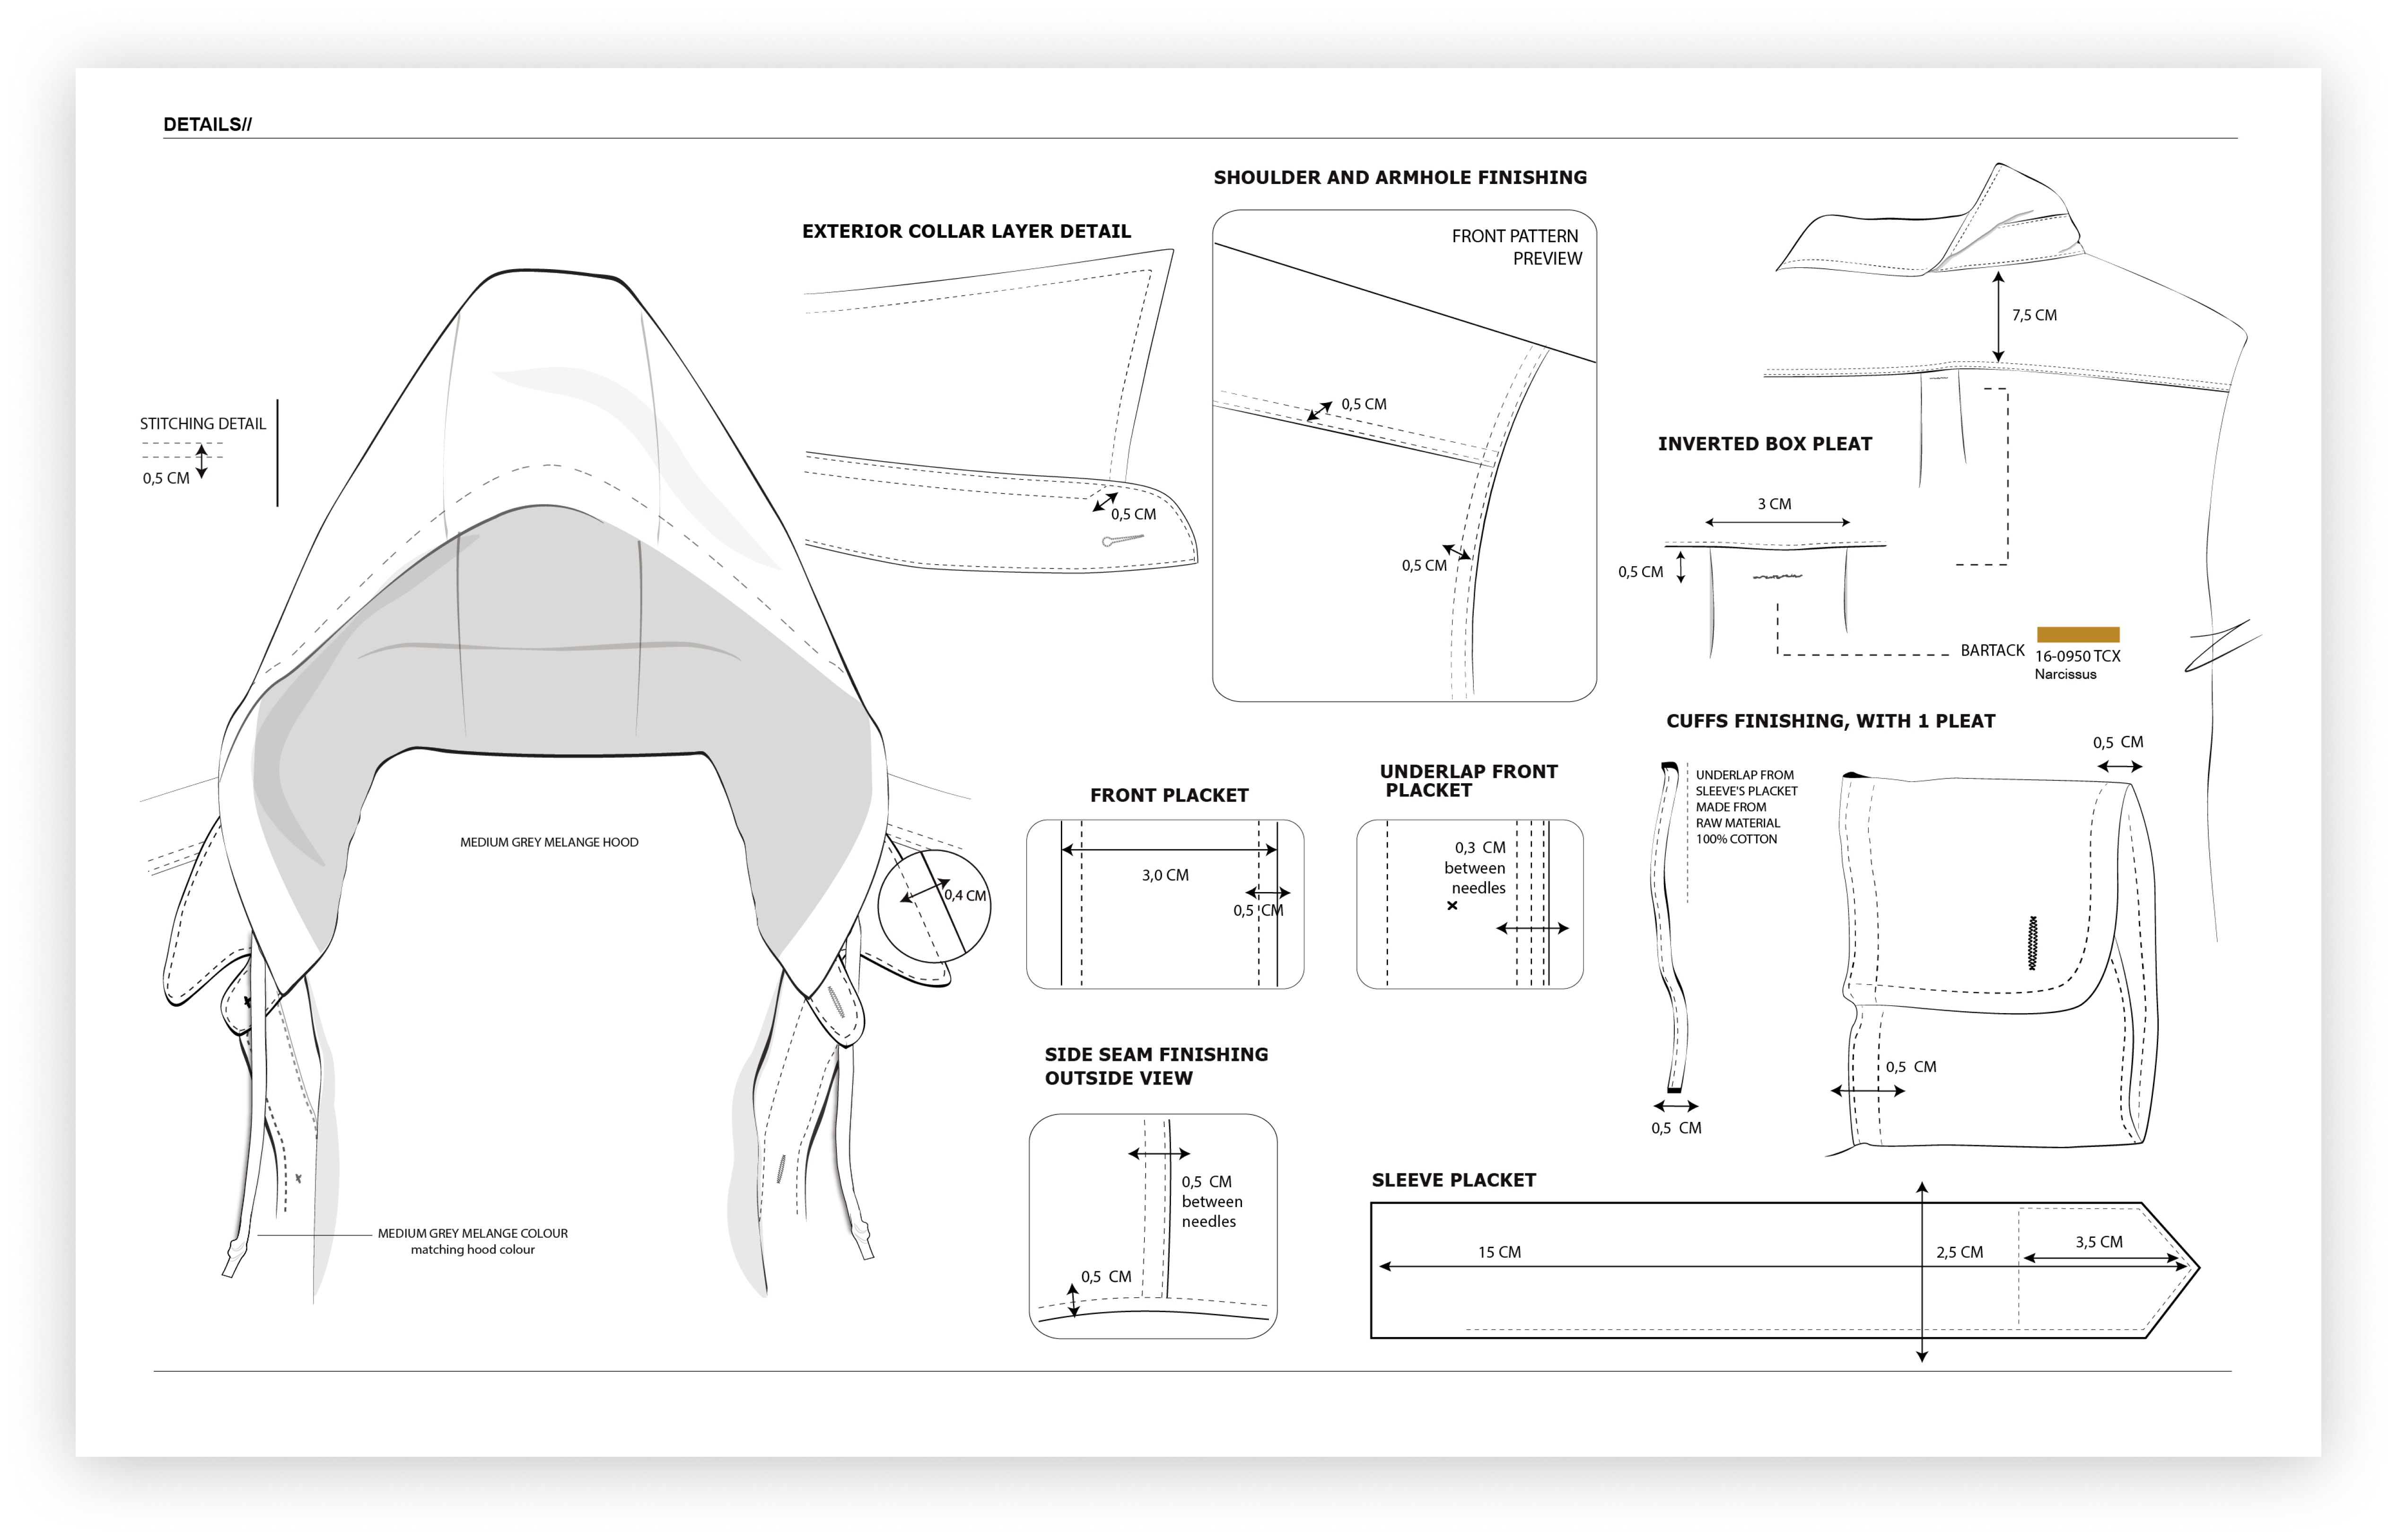 DETAILS//
STITCHING DETAIL
0,5 CM
MEDIUM GREY MELANGE HOOD
0,4 CM
MEDIUM GREY MELANGE COLOUR
matching hood colour
EXTERIOR COLLAR LAYER DETAIL
0,5 CM
SHOULDER AND ARMHOLE FINISHING
FRONT PATTERN
PREVIEW
0,5 CM
0,5 CM
7,5 CM
INVERTED BOX PLEAT
3 CM
0,5 CM
BARTACK
16-0950 TCX
Narcissus
FRONT PLACKET
3,0 CM
0,5 CM
UNDERLAP FRONT
PLACKET
0,3 CM
between
needles
CUFFS FINISHING, WITH 1 PLEAT
UNDERLAP FROM
SLEEVE'S PLACKET
MADE FROM
RAW MATERIAL
100% COTTON
0,5 CM
0,5 CM
0,5 CM
SIDE SEAM FINISHING
OUTSIDE VIEW
0,5 CM
between
needles
0,5 CM
SLEEVE PLACKET
15 CM
2,5 CM
3,5 CM